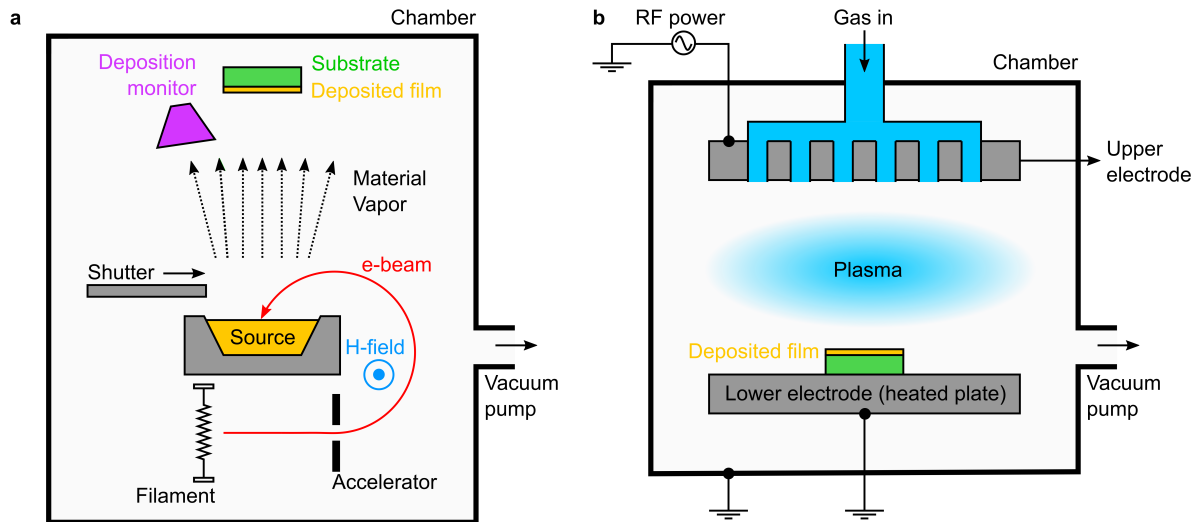 a
Chamber
Deposition
monitor
Substrate
Deposited film
Material
Vapor
Shutter
e-beam
Source
H-field
Vacuum
pump
Filament
Accelerator
b
RF power
Gas in
Chamber
Upper
electrode
Plasma
Deposited film
Lower electrode (heated plate)
Vacuum
pump